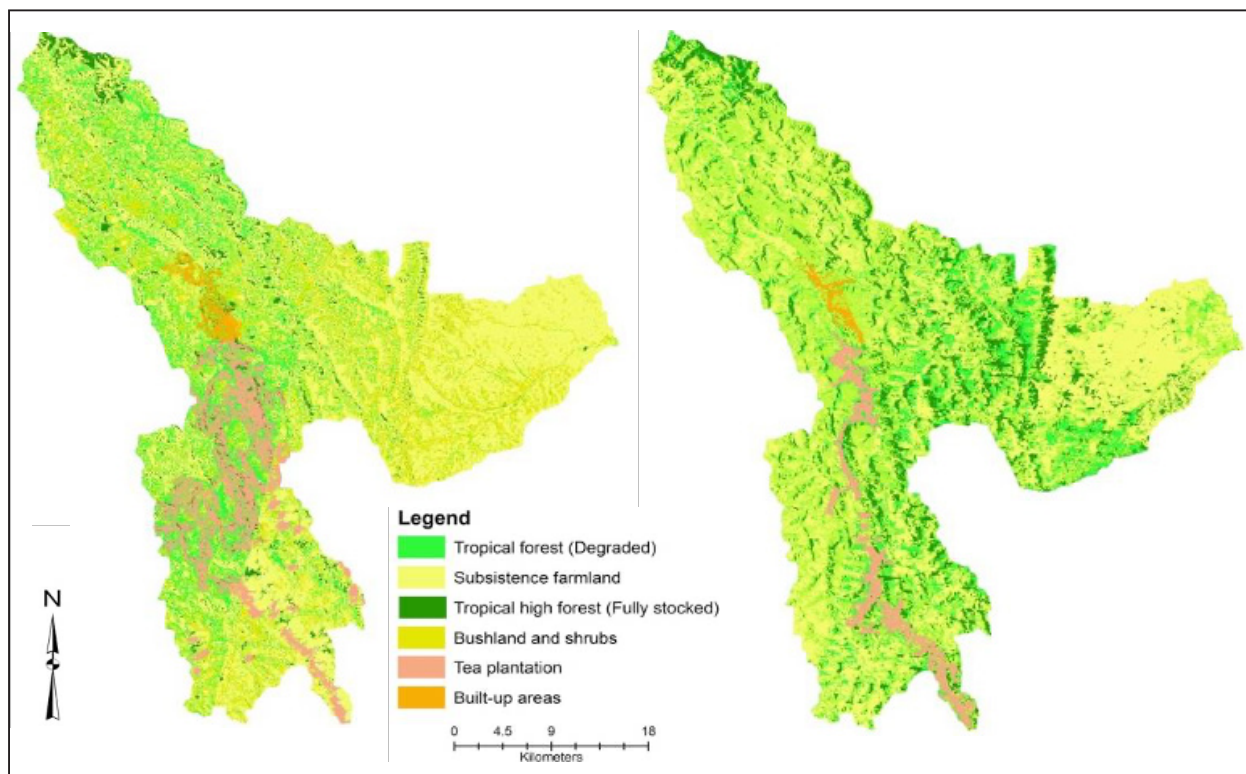 Legend
Tropical forest (Degraded)
Subsistence farmland
Tropical high forest (Fully stocked)
Bushland and shrubs
Tea plantation
Built-up areas
N
0 4.5 9 18
Kilometers